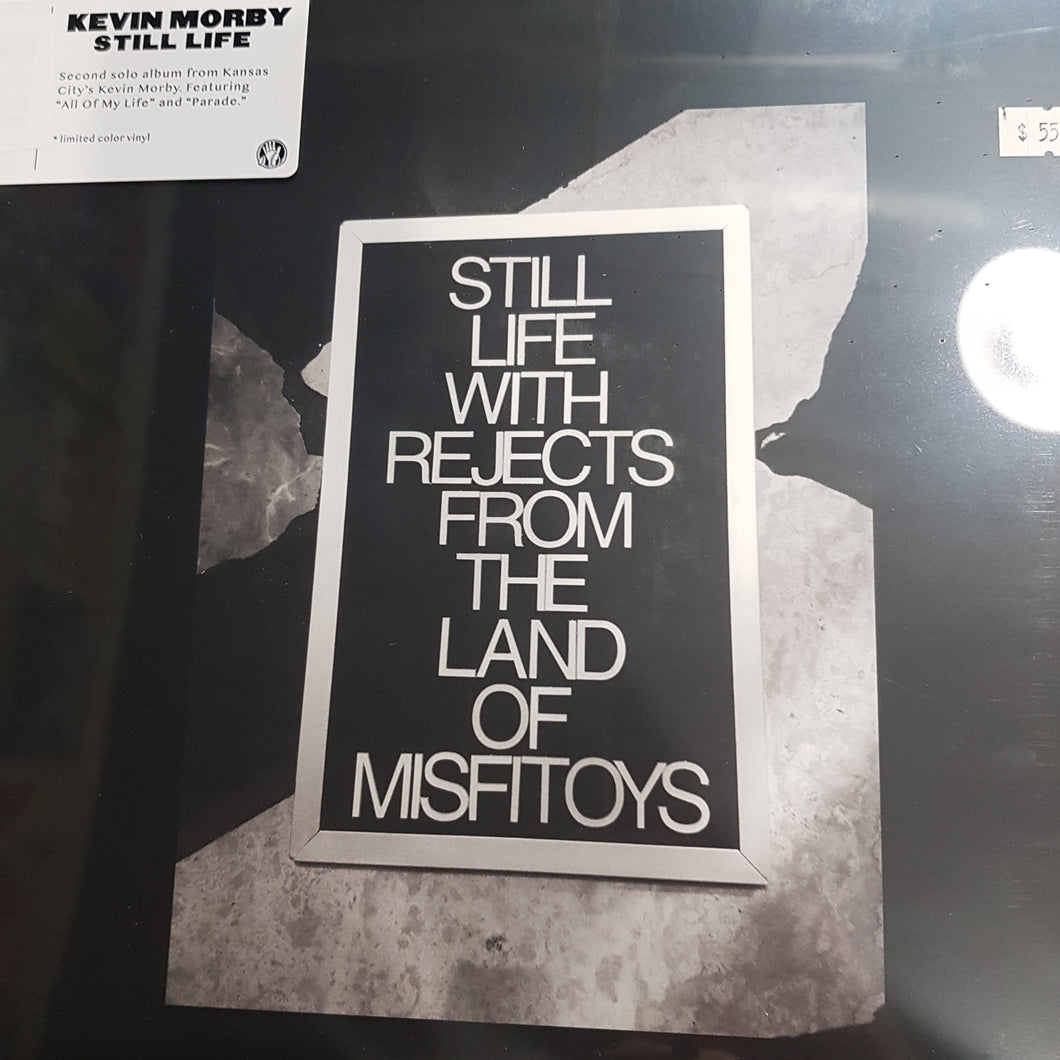 KEVIN MORBY
STILL LIFE
Second solo album from Kansas
City's Kevin Morby. Featuring
"All Of My Life" and "Parade."
* limited color vinyl
$ 55
STILL
LIFE
WITH
REJECTS
FROM
THE
LAND
OF
MISFITOYS